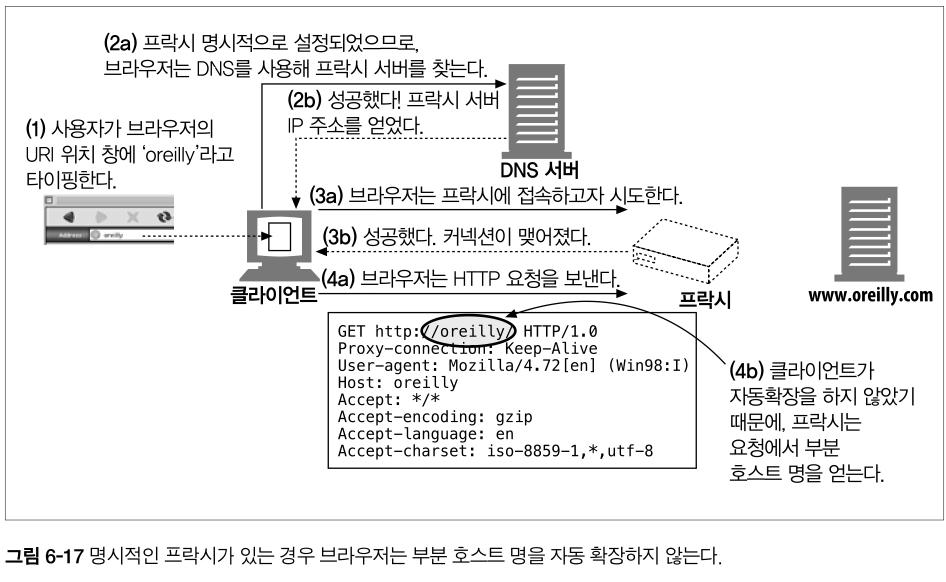 (2a) 프락시 명시적으로 설정되었으므로,
브라우저는 DNS를 사용해 프락시 서버를 찾는다.
(2b) 성공했다! 프락시 서버
IP 주소를 얻었다.
DNS 서버
(1) 사용자가 브라우저의
URI 위치 창에 ‘oreilly’라고
타이핑한다.
Address
oreilly
(3a) 브라우저는 프락시에 접속하고자 시도한다.
(3b) 성공했다. 커넥션이 맺어졌다.
(4a) 브라우저는 HTTP 요청을 보낸다.
클라이언트
프락시
www.oreilly.com
GET http://oreilly/ HTTP/1.0
Proxy-connection: Keep-Alive
User-agent: Mozilla/4.72[en] (Win98:I)
Host: oreilly
Accept: */*
Accept-encoding: gzip
Accept-language: en
Accept-charset: iso-8859-1,*,utf-8
(4b) 클라이언트가
자동확장을 하지 않았기
때문에, 프락시는
요청에서 부분
호스트 명을 얻는다.
그림 6-17 명시적인 프락시가 있는 경우 브라우저는 부분 호스트 명을 자동 확장하지 않는다.